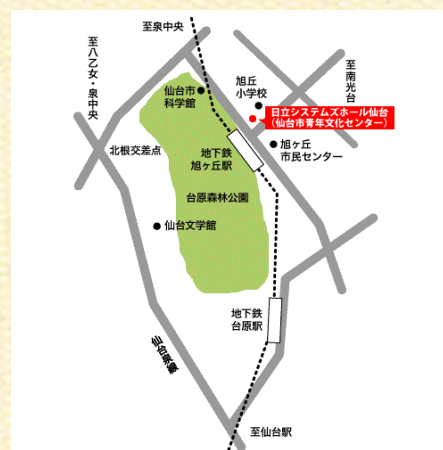 至泉中央
至八乙女・泉中央
至南光台
仙台市
科学館
旭丘
小学校
日立システムズホール仙台
(仙台市青年文化センター)
北根交差点
地下鉄
旭ヶ丘駅
旭ヶ丘
市民センター
台原森林公園
仙台文学館
地下鉄
台原駅
仙台泉線
至仙台駅